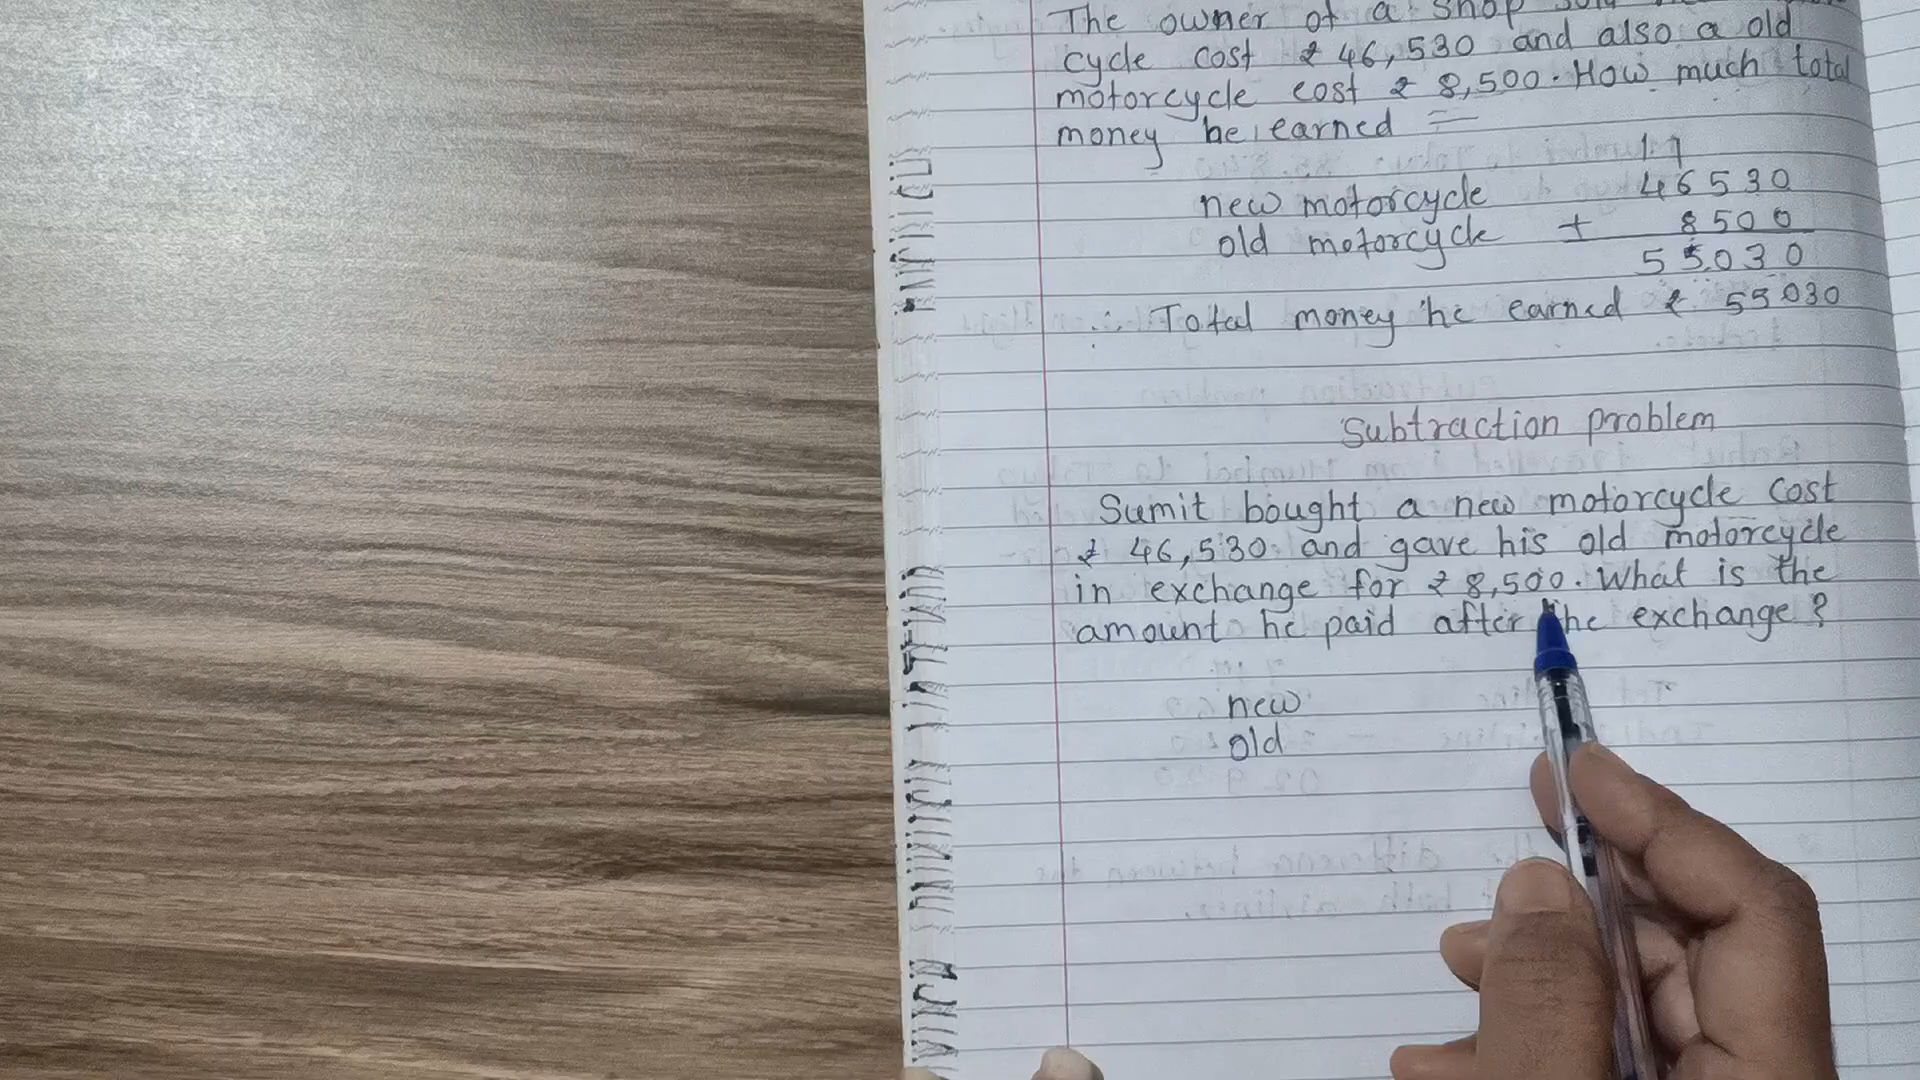 The owner of a shop sold
cycle cost ₹ 46,530 and also a old
motorcycle cost ₹ 8,500. How much total
money he earned =
1 1
new motorcycle 46530
old motorcycle + 8500
55030
∴ Total money he earned ₹ 55030
Subtraction problem
Sumit bought a new motorcycle cost
₹ 46,530 and gave his old motorcycle
in exchange for ₹ 8,500. What is the
amount he paid after the exchange ?
new
old